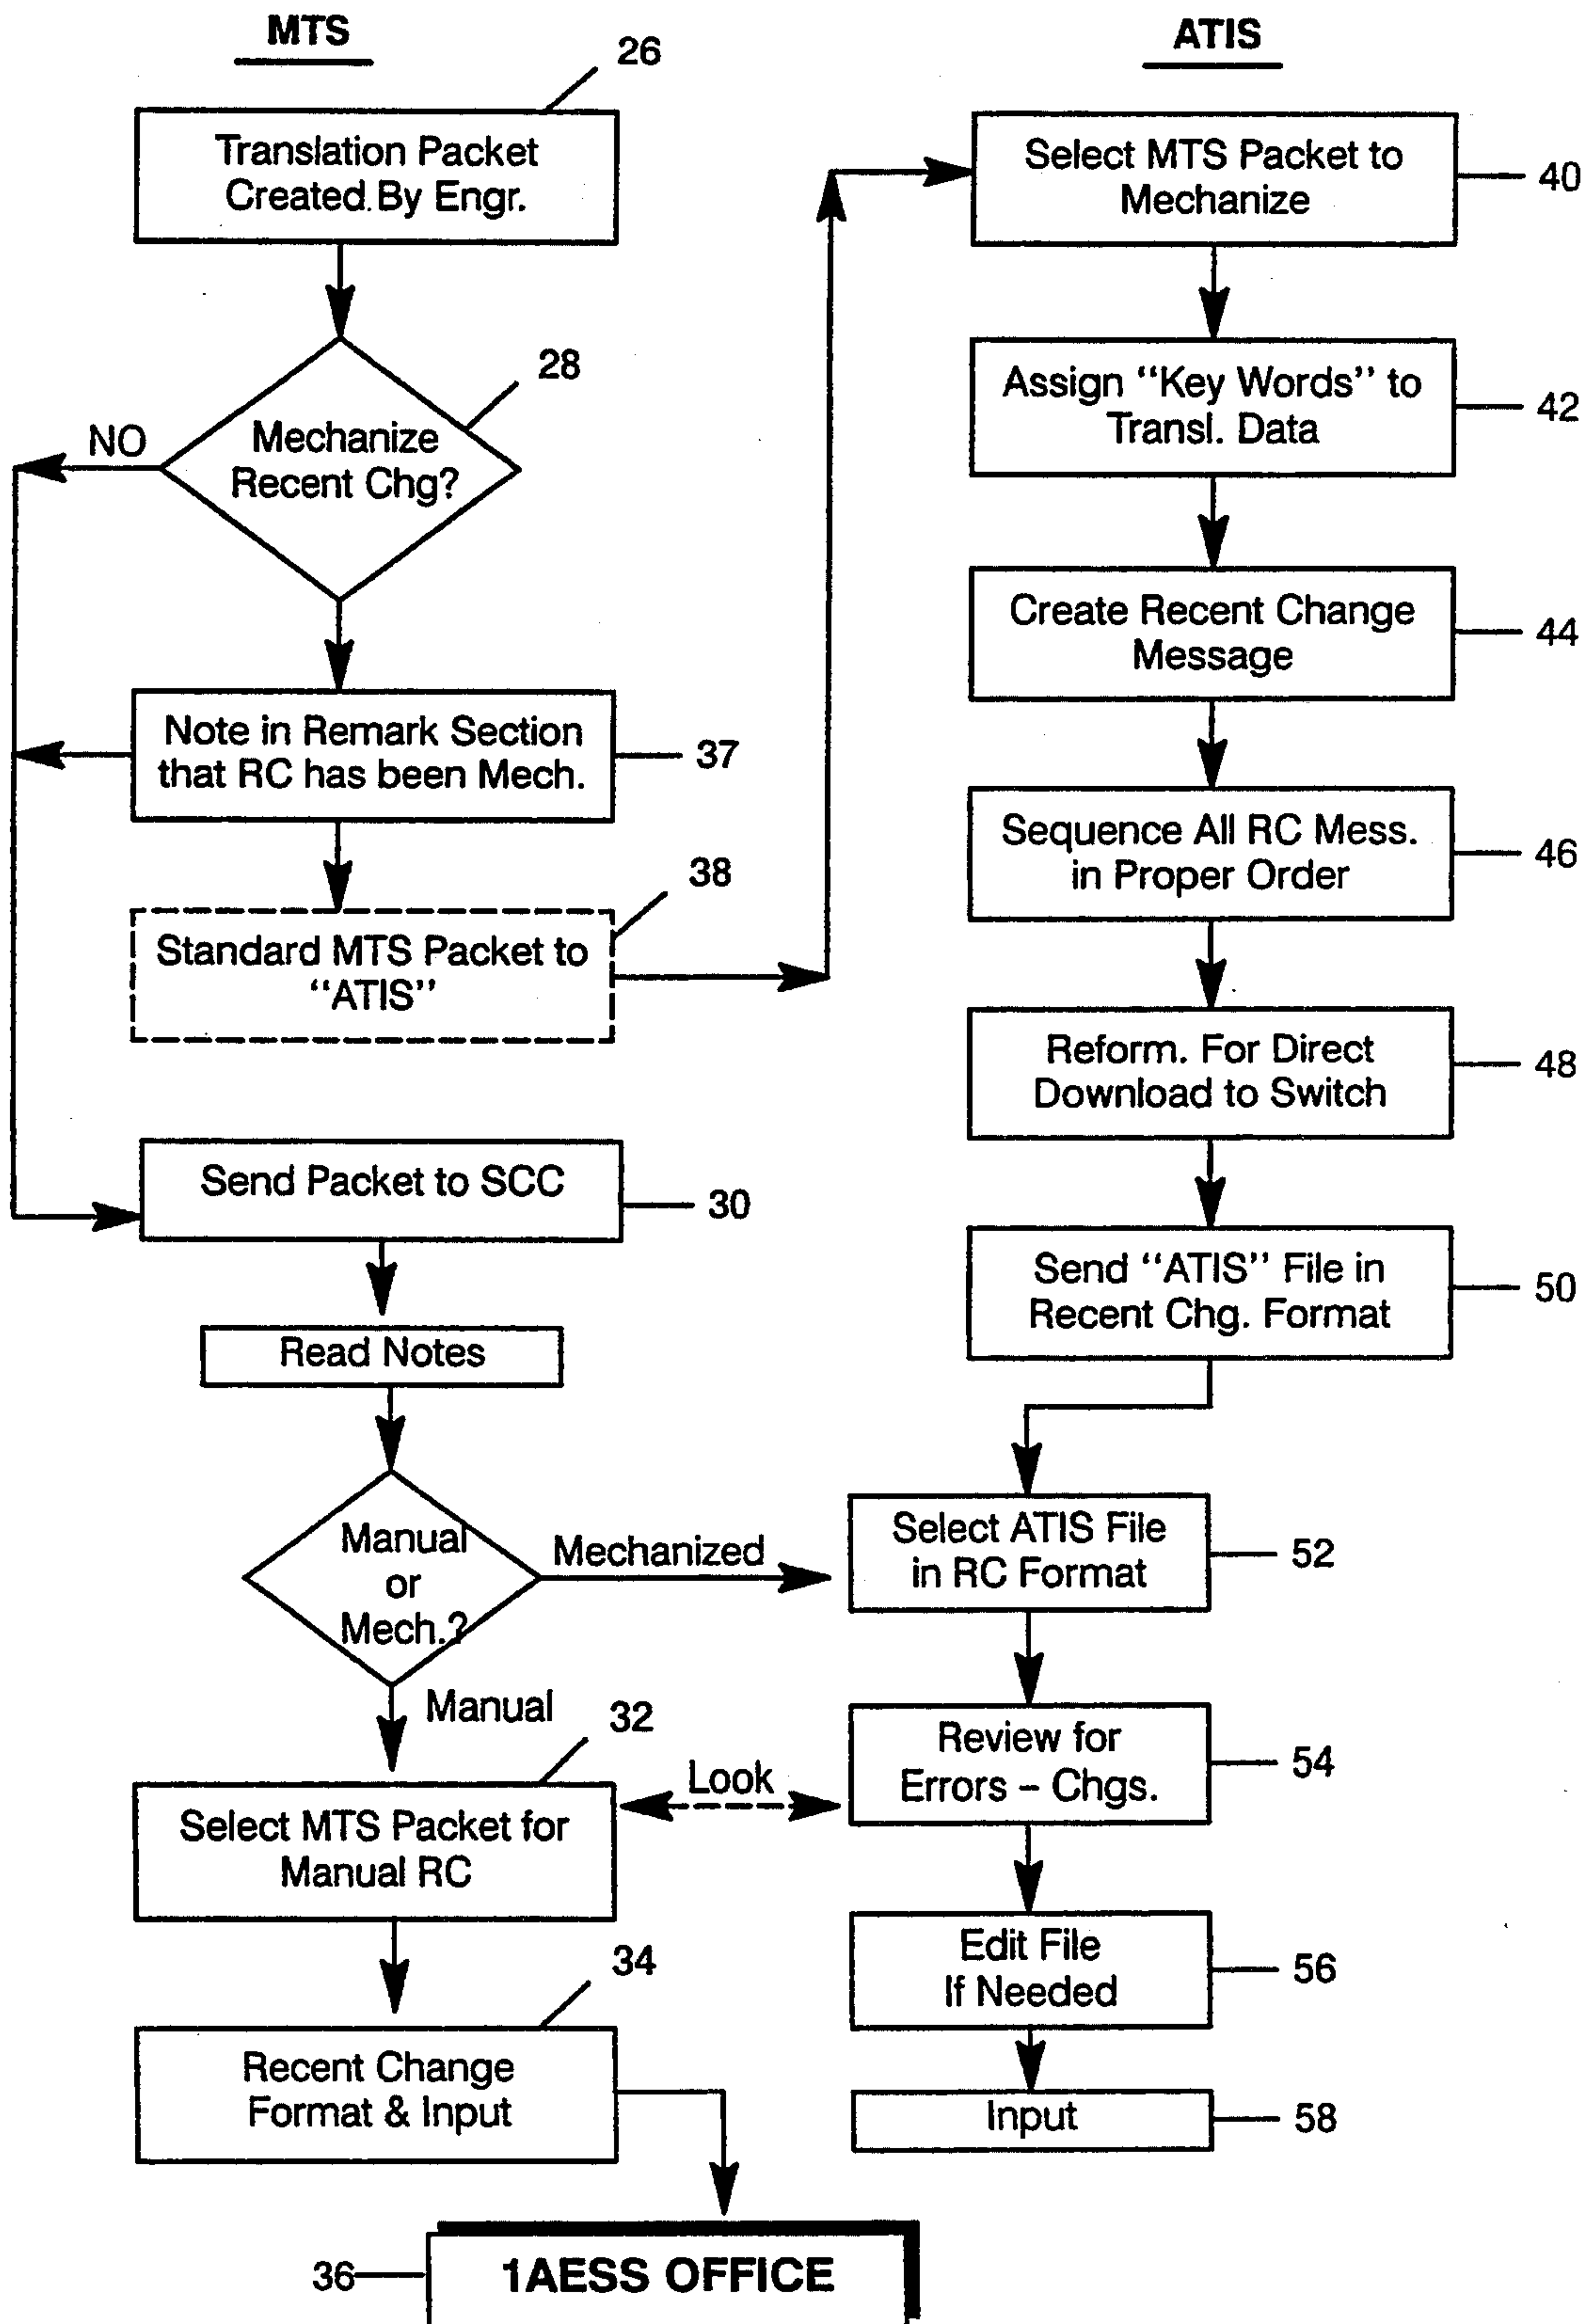 MTS
26
Translation Packet
Created. By Engr.
28
NO
Mechanize
Recent Chg?
Note in Remark Section
that RC has been Mech.
37
38
Standard MTS Packet to
“ATIS”
Send Packet to SCC
30
Read Notes
Manual
or
Mech.?
Mechanized
Manual
32
Select MTS Packet for
Manual RC
Look
34
Recent Change
Format & Input
ATIS
Select MTS Packet to
Mechanize
40
Assign “Key Words” to
Transl. Data
42
Create Recent Change
Message
44
Sequence All RC Mess.
in Proper Order
46
Reform. For Direct
Download to Switch
48
Send “ATIS” File in
Recent Chg. Format
50
Select ATIS File
in RC Format
52
Review for
Errors – Chgs.
54
Edit File
If Needed
56
Input
58
36
1AESS OFFICE